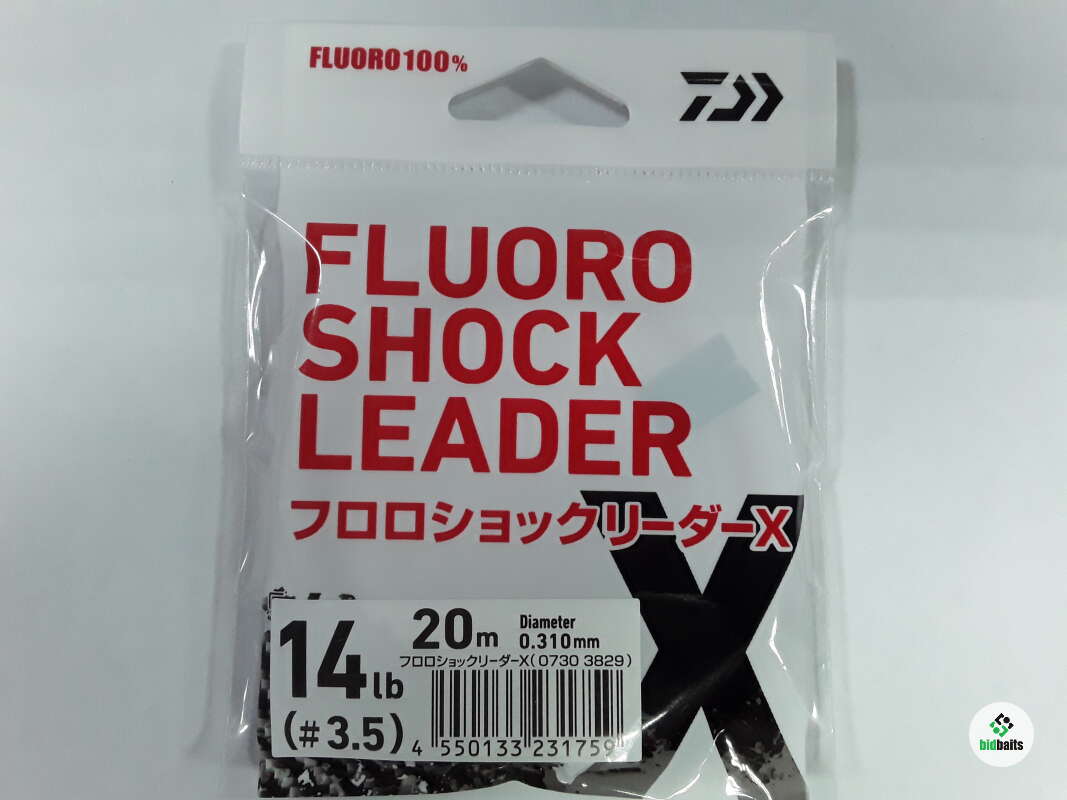 FLUORO100%
FLUORO
SHOCK
LEADER
フロロショックリーダーX
X
14lb
(#3.5)
20m
Diameter
0.310mm
フロロショックリーダーX(0730 3829)
4 550133 231759
bidbaits